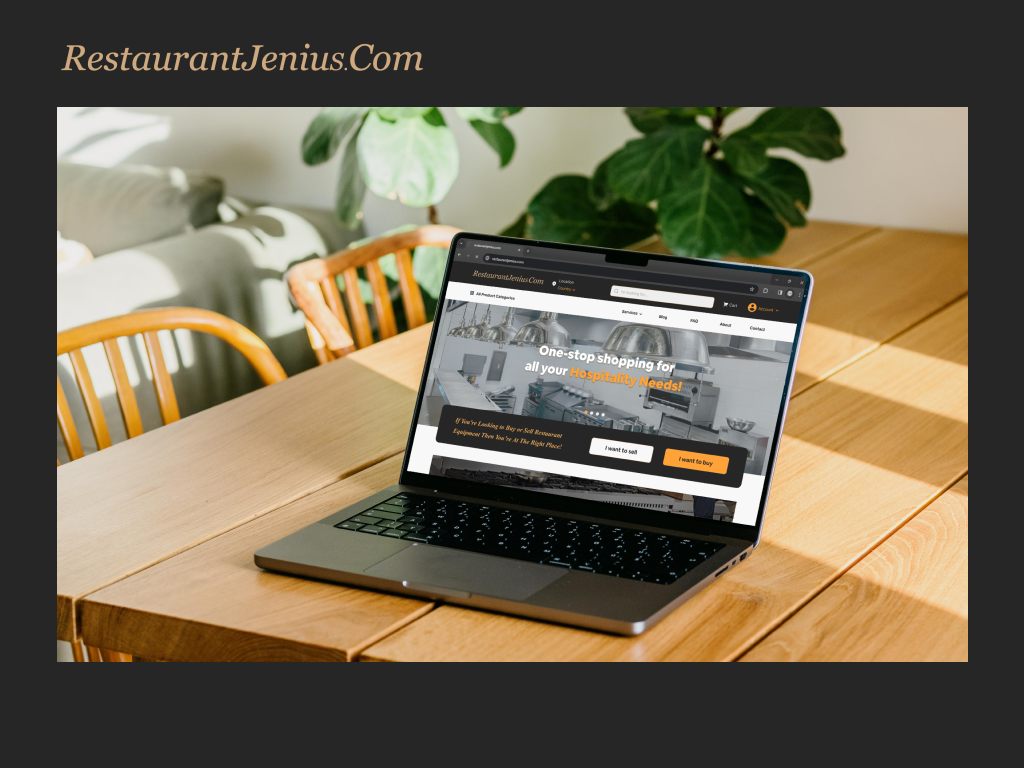 RestaurantJenius.Com
RestaurantJenius.Com
Location
Country
Cart
Account
All Product Categories
Services
Blog
FAQ
About
Contact
One-stop shopping for
all your Hospitality Needs!
If You're Looking to Buy or Sell Restaurant
Equipment Then You've At The Right Place!
I want to sell
I want to buy